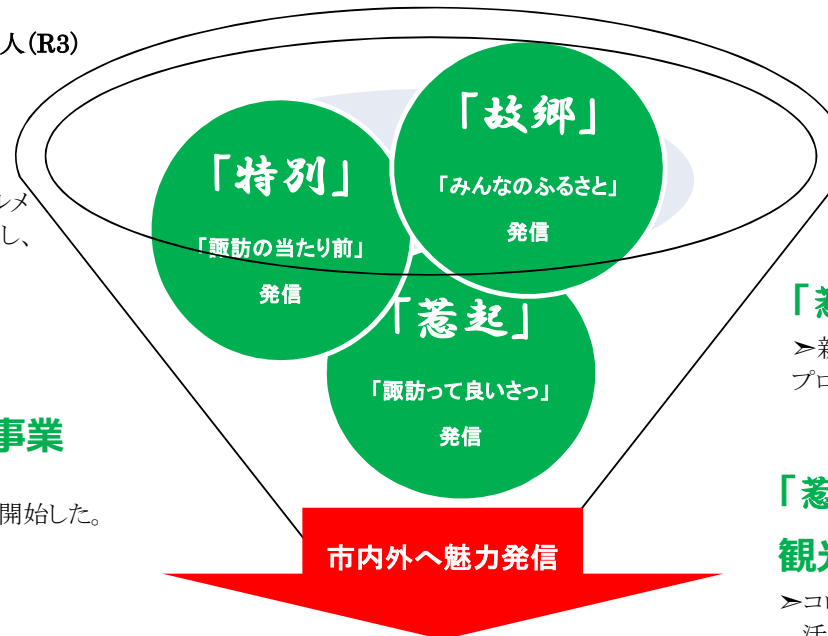 人(R3)
「故郷」
「みんなのふるさと」
発信
「特別」
「諏訪の当たり前」
発信
ルメ
し、
「惹起」
「諏訪って良いさっ」
発信
事業
開始した。
市内外へ魅力発信
「惹
➢新
プロ
「惹
観光
➢コロ
活